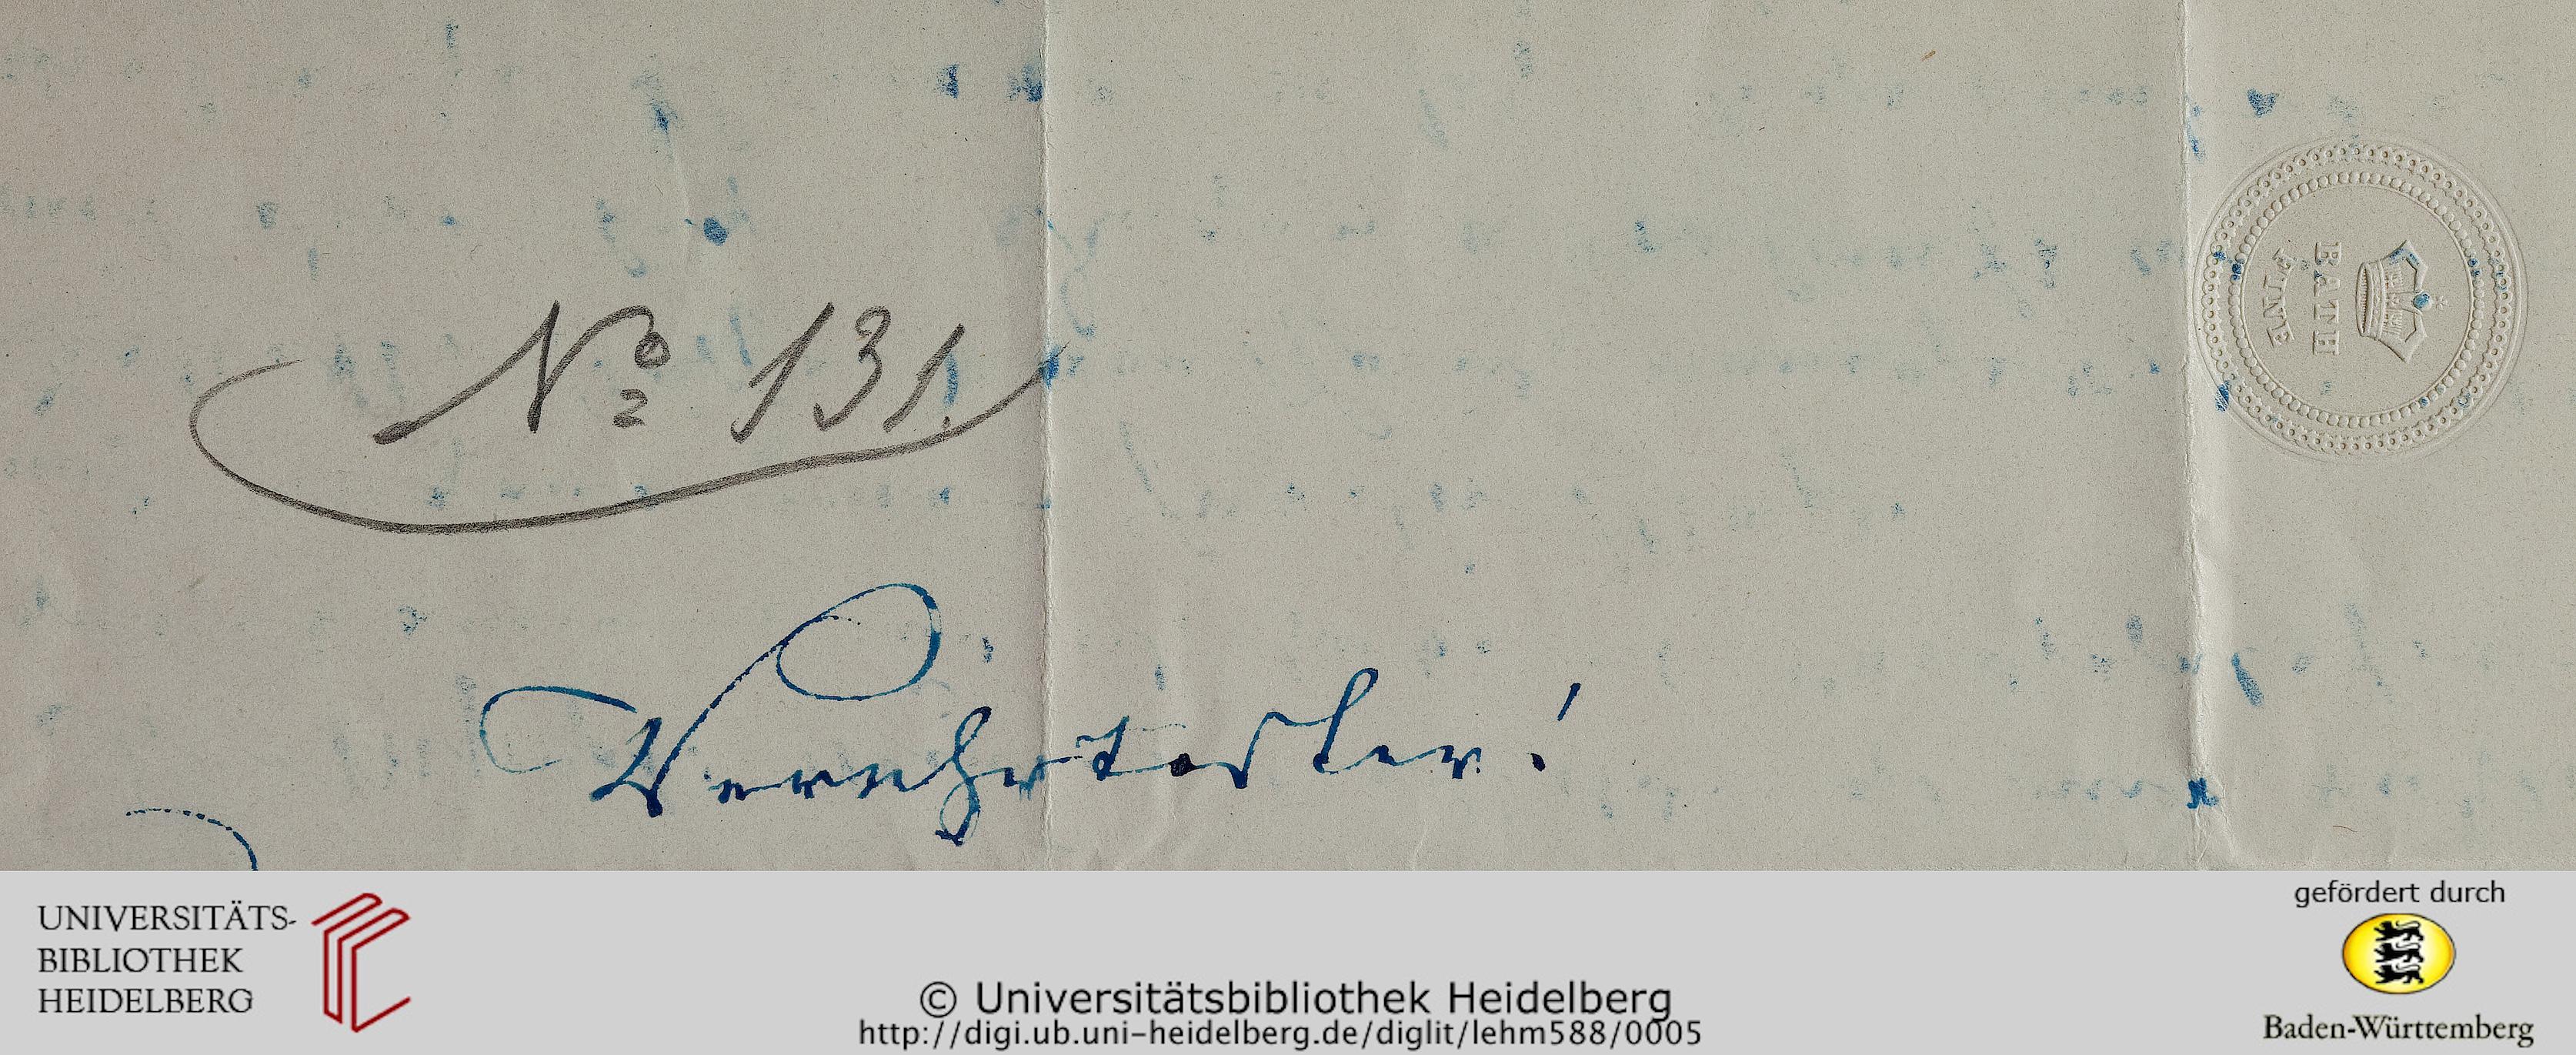 BATH
FINE
Nº 131.
Verehrtester!
UNIVERSITÄTS-
BIBLIOTHEK
HEIDELBERG
gefördert durch
Baden-Württemberg
© Universitätsbibliothek Heidelberg
http://digi.ub.uni-heidelberg.de/diglit/lehm588/0005